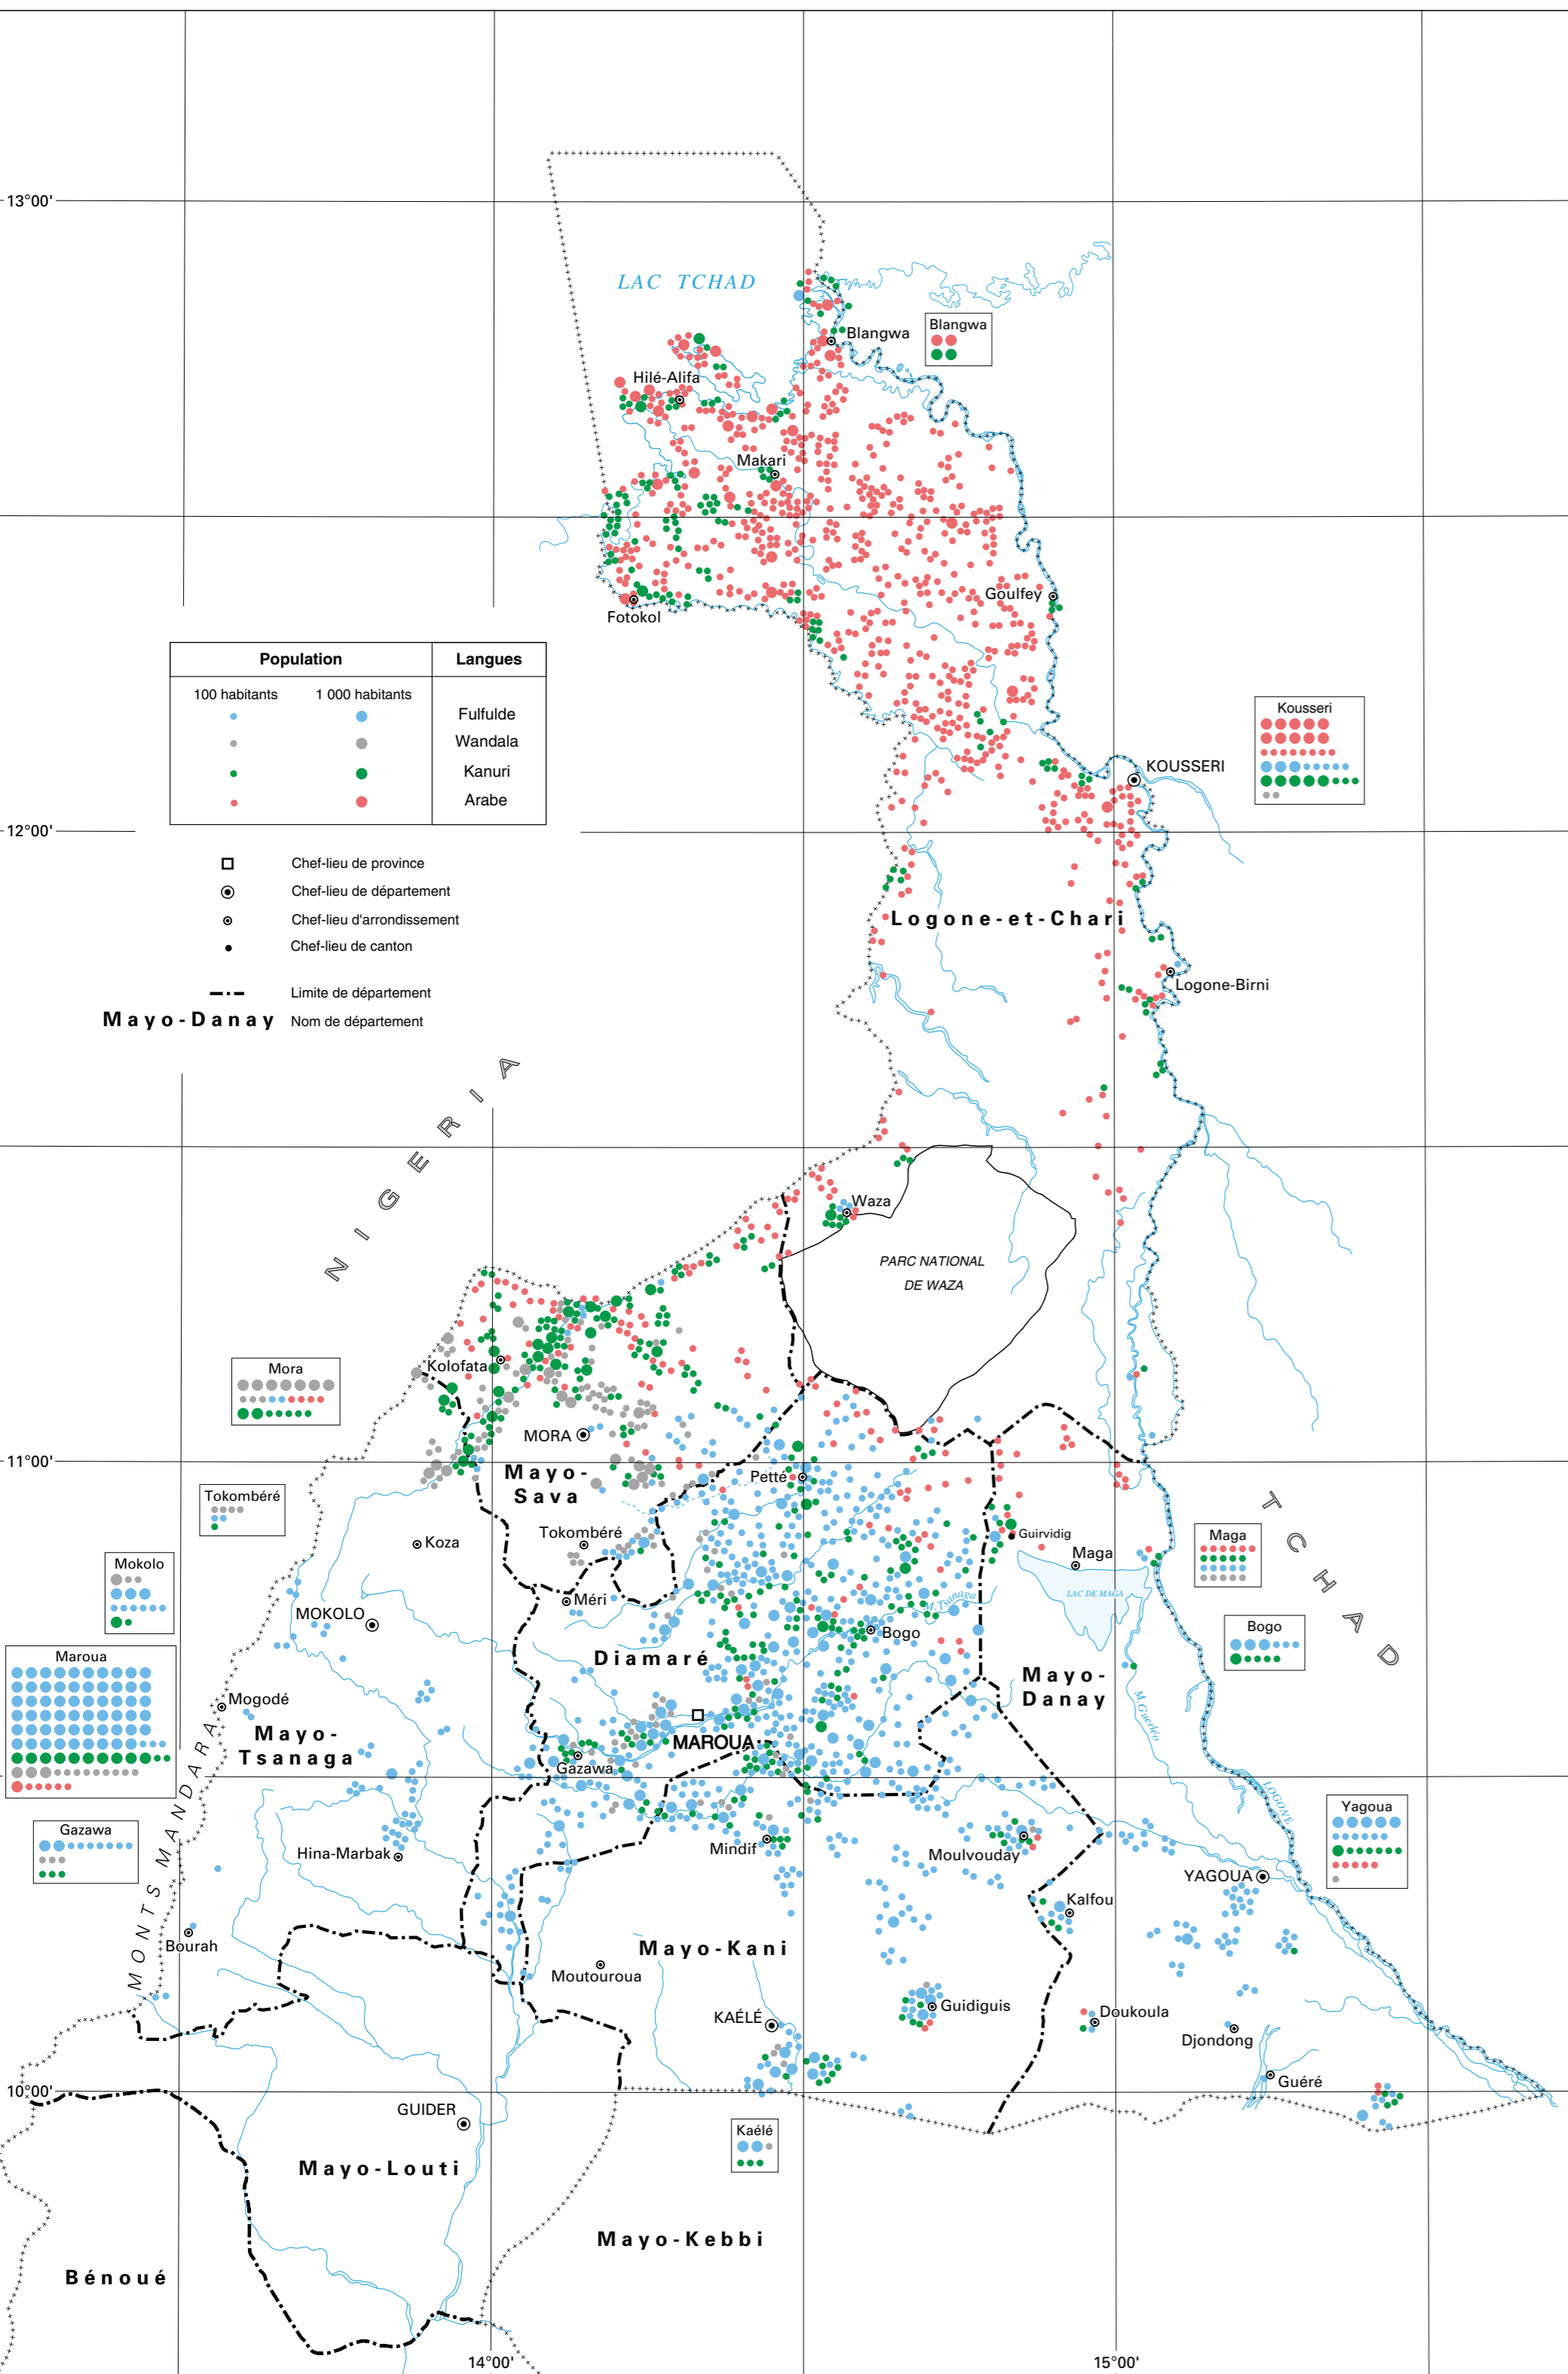 13°00'
LAC TCHAD
Blangwa
Blangwa
Hilé-Alifa
Makari
Goulfey
Fotokol
Population
Langues
100 habitants
1 000 habitants
Fulfulde
Wandala
Kanuri
Arabe
Kousseri
KOUSSERI
12°00'
Chef-lieu de province
Chef-lieu de département
Chef-lieu d'arrondissement
Chef-lieu de canton
Limite de département
Mayo-Danay
Nom de département
Logone-et-Chari
Logone-Birni
NIGERIA
Waza
PARC NATIONAL
DE WAZA
Kolofata
Mora
MORA
11°00'
Mayo-
Sava
Petté
Tokombéré
Tokombéré
Koza
Guirvidig
Maga
Maga
LAC DE MAGA
TCHAD
Mokolo
MOKOLO
Méri
M.Tsanaga
Bogo
Bogo
Maroua
Diamaré
Mayo-
Danay
Mogodé
M.Guerléo
MAROUA
Mayo-
Tsanaga
Gazawa
Gazawa
LOGONE
Yagoua
Mindif
Moulvouday
Hina-Marbak
YAGOUA
Kalfou
MONTS MANDARA
Bourah
Mayo-Kani
Moutouroua
Guidiguis
KAÉLÉ
Doukoula
Djondong
Guéré
10°00'
GUIDER
Kaélé
Mayo-Louti
Mayo-Kebbi
Bénoué
14°00'
15°00'